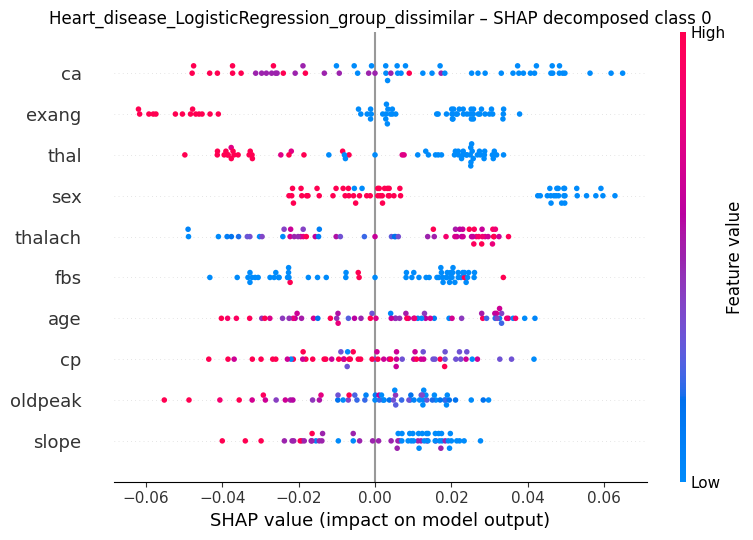 Heart_disease_LogisticRegression_group_dissimilar – SHAP decomposed class 0
High
ca
exang
thal
sex
thalach
fbs
age
cp
oldpeak
slope
Feature value
Low
−0.06 −0.04 −0.02 0.00 0.02 0.04 0.06
SHAP value (impact on model output)